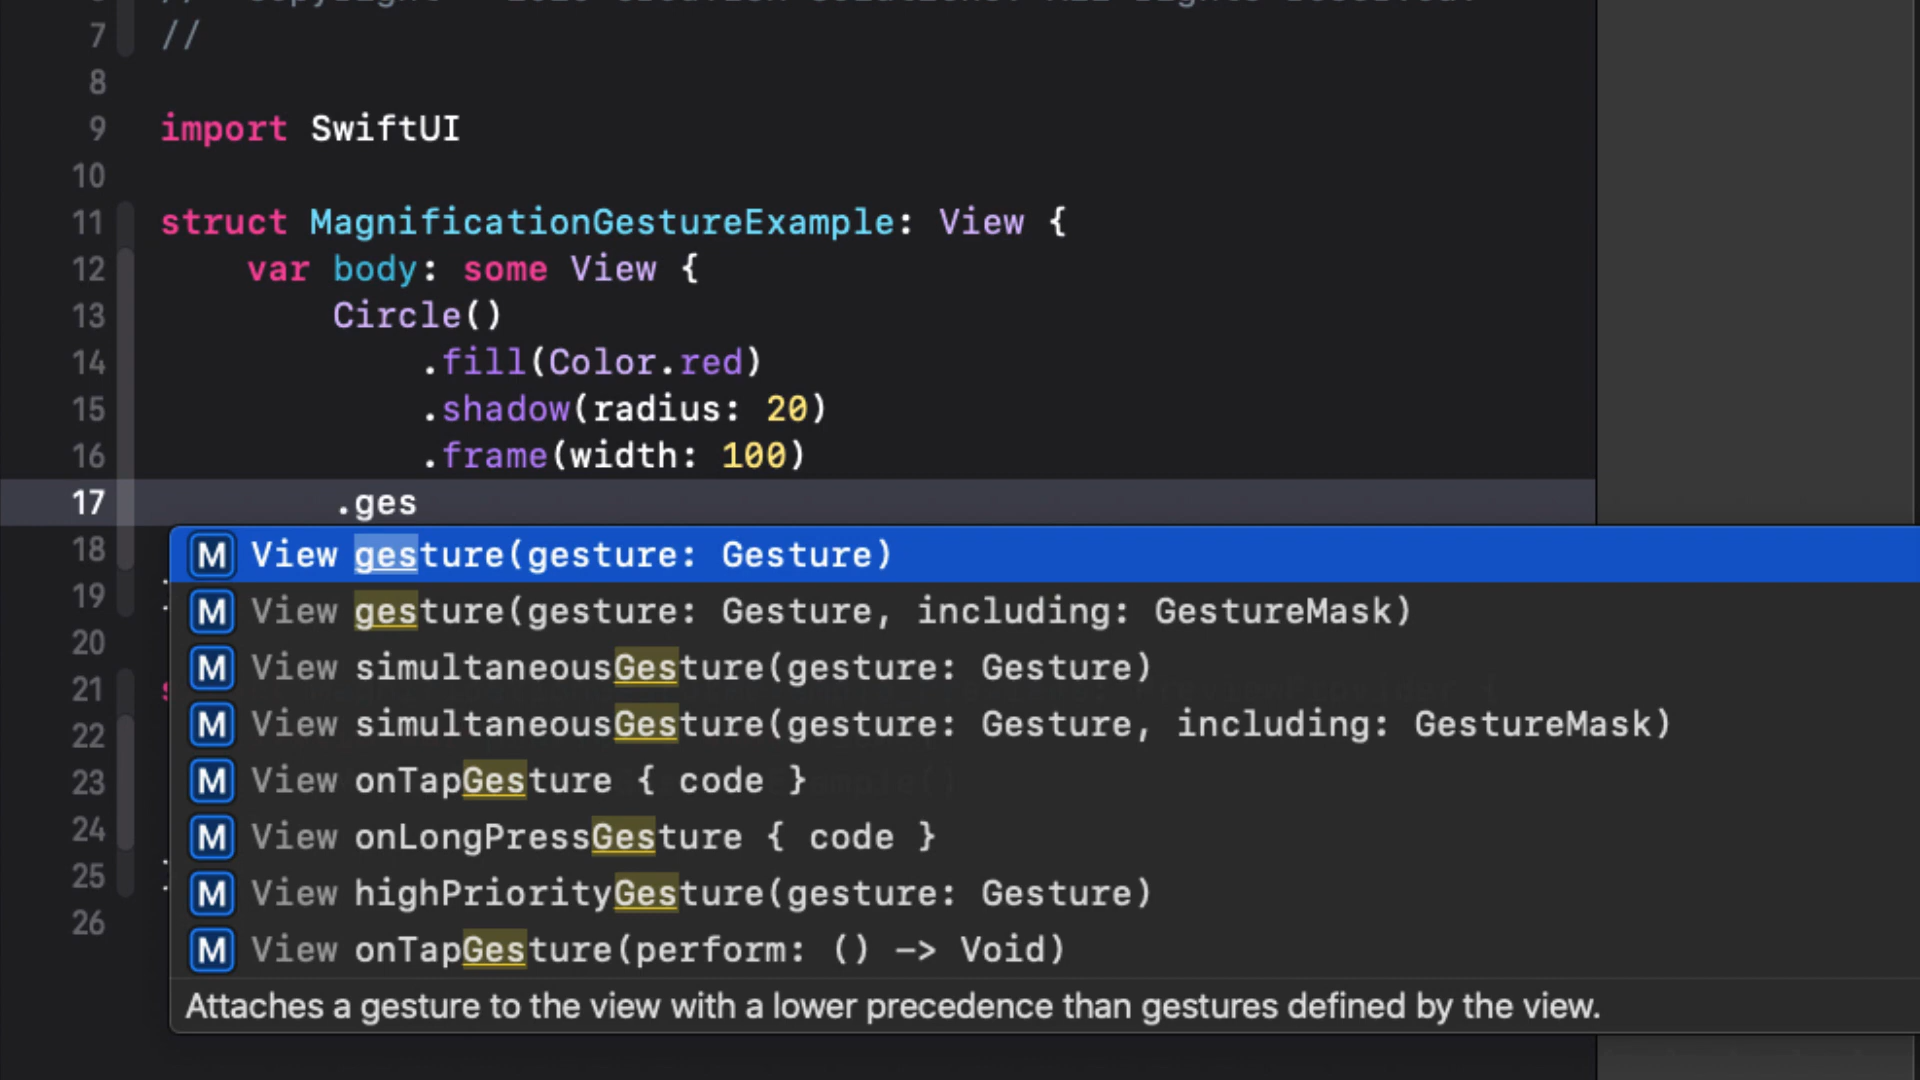 7 //
8
9 import SwiftUI
10
11 struct MagnificationGestureExample: View {
12 var body: some View {
13 Circle()
14 .fill(Color.red)
15 .shadow(radius: 20)
16 .frame(width: 100)
17 .ges
18
19
20
21
22
23
24
25
26
M View gesture(gesture: Gesture)
M View gesture(gesture: Gesture, including: GestureMask)
M View simultaneousGesture(gesture: Gesture)
M View simultaneousGesture(gesture: Gesture, including: GestureMask)
M View onTapGesture { code }
M View onLongPressGesture { code }
M View highPriorityGesture(gesture: Gesture)
M View onTapGesture(perform: () -> Void)
Attaches a gesture to the view with a lower precedence than gestures defined by the view.